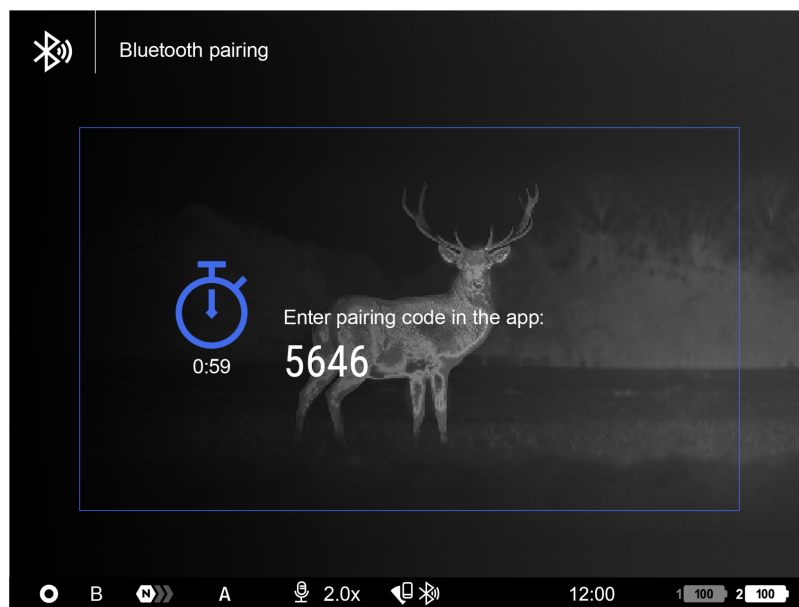 Bluetooth pairing
Enter pairing code in the app:
0:59
5646
B N A 2.0x 12:00 1 100 2 100